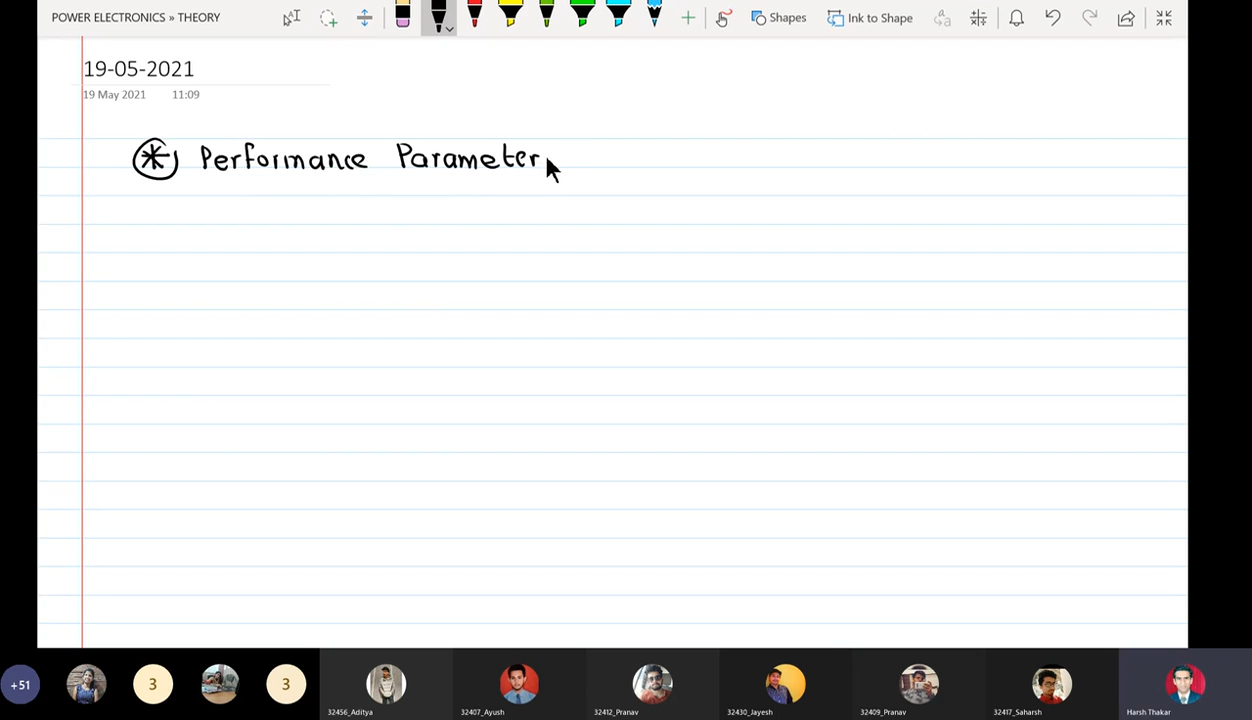 POWER ELECTRONICS » THEORY
Shapes
Ink to Shape
19-05-2021
19 May 2021 11:09
Performance Parameter
+51
3
3
32456_Aditya
32407_Ayush
32412_Pranav
32430_Jayesh
32409_Pranav
32417_Saharsh
Harsh Thakar